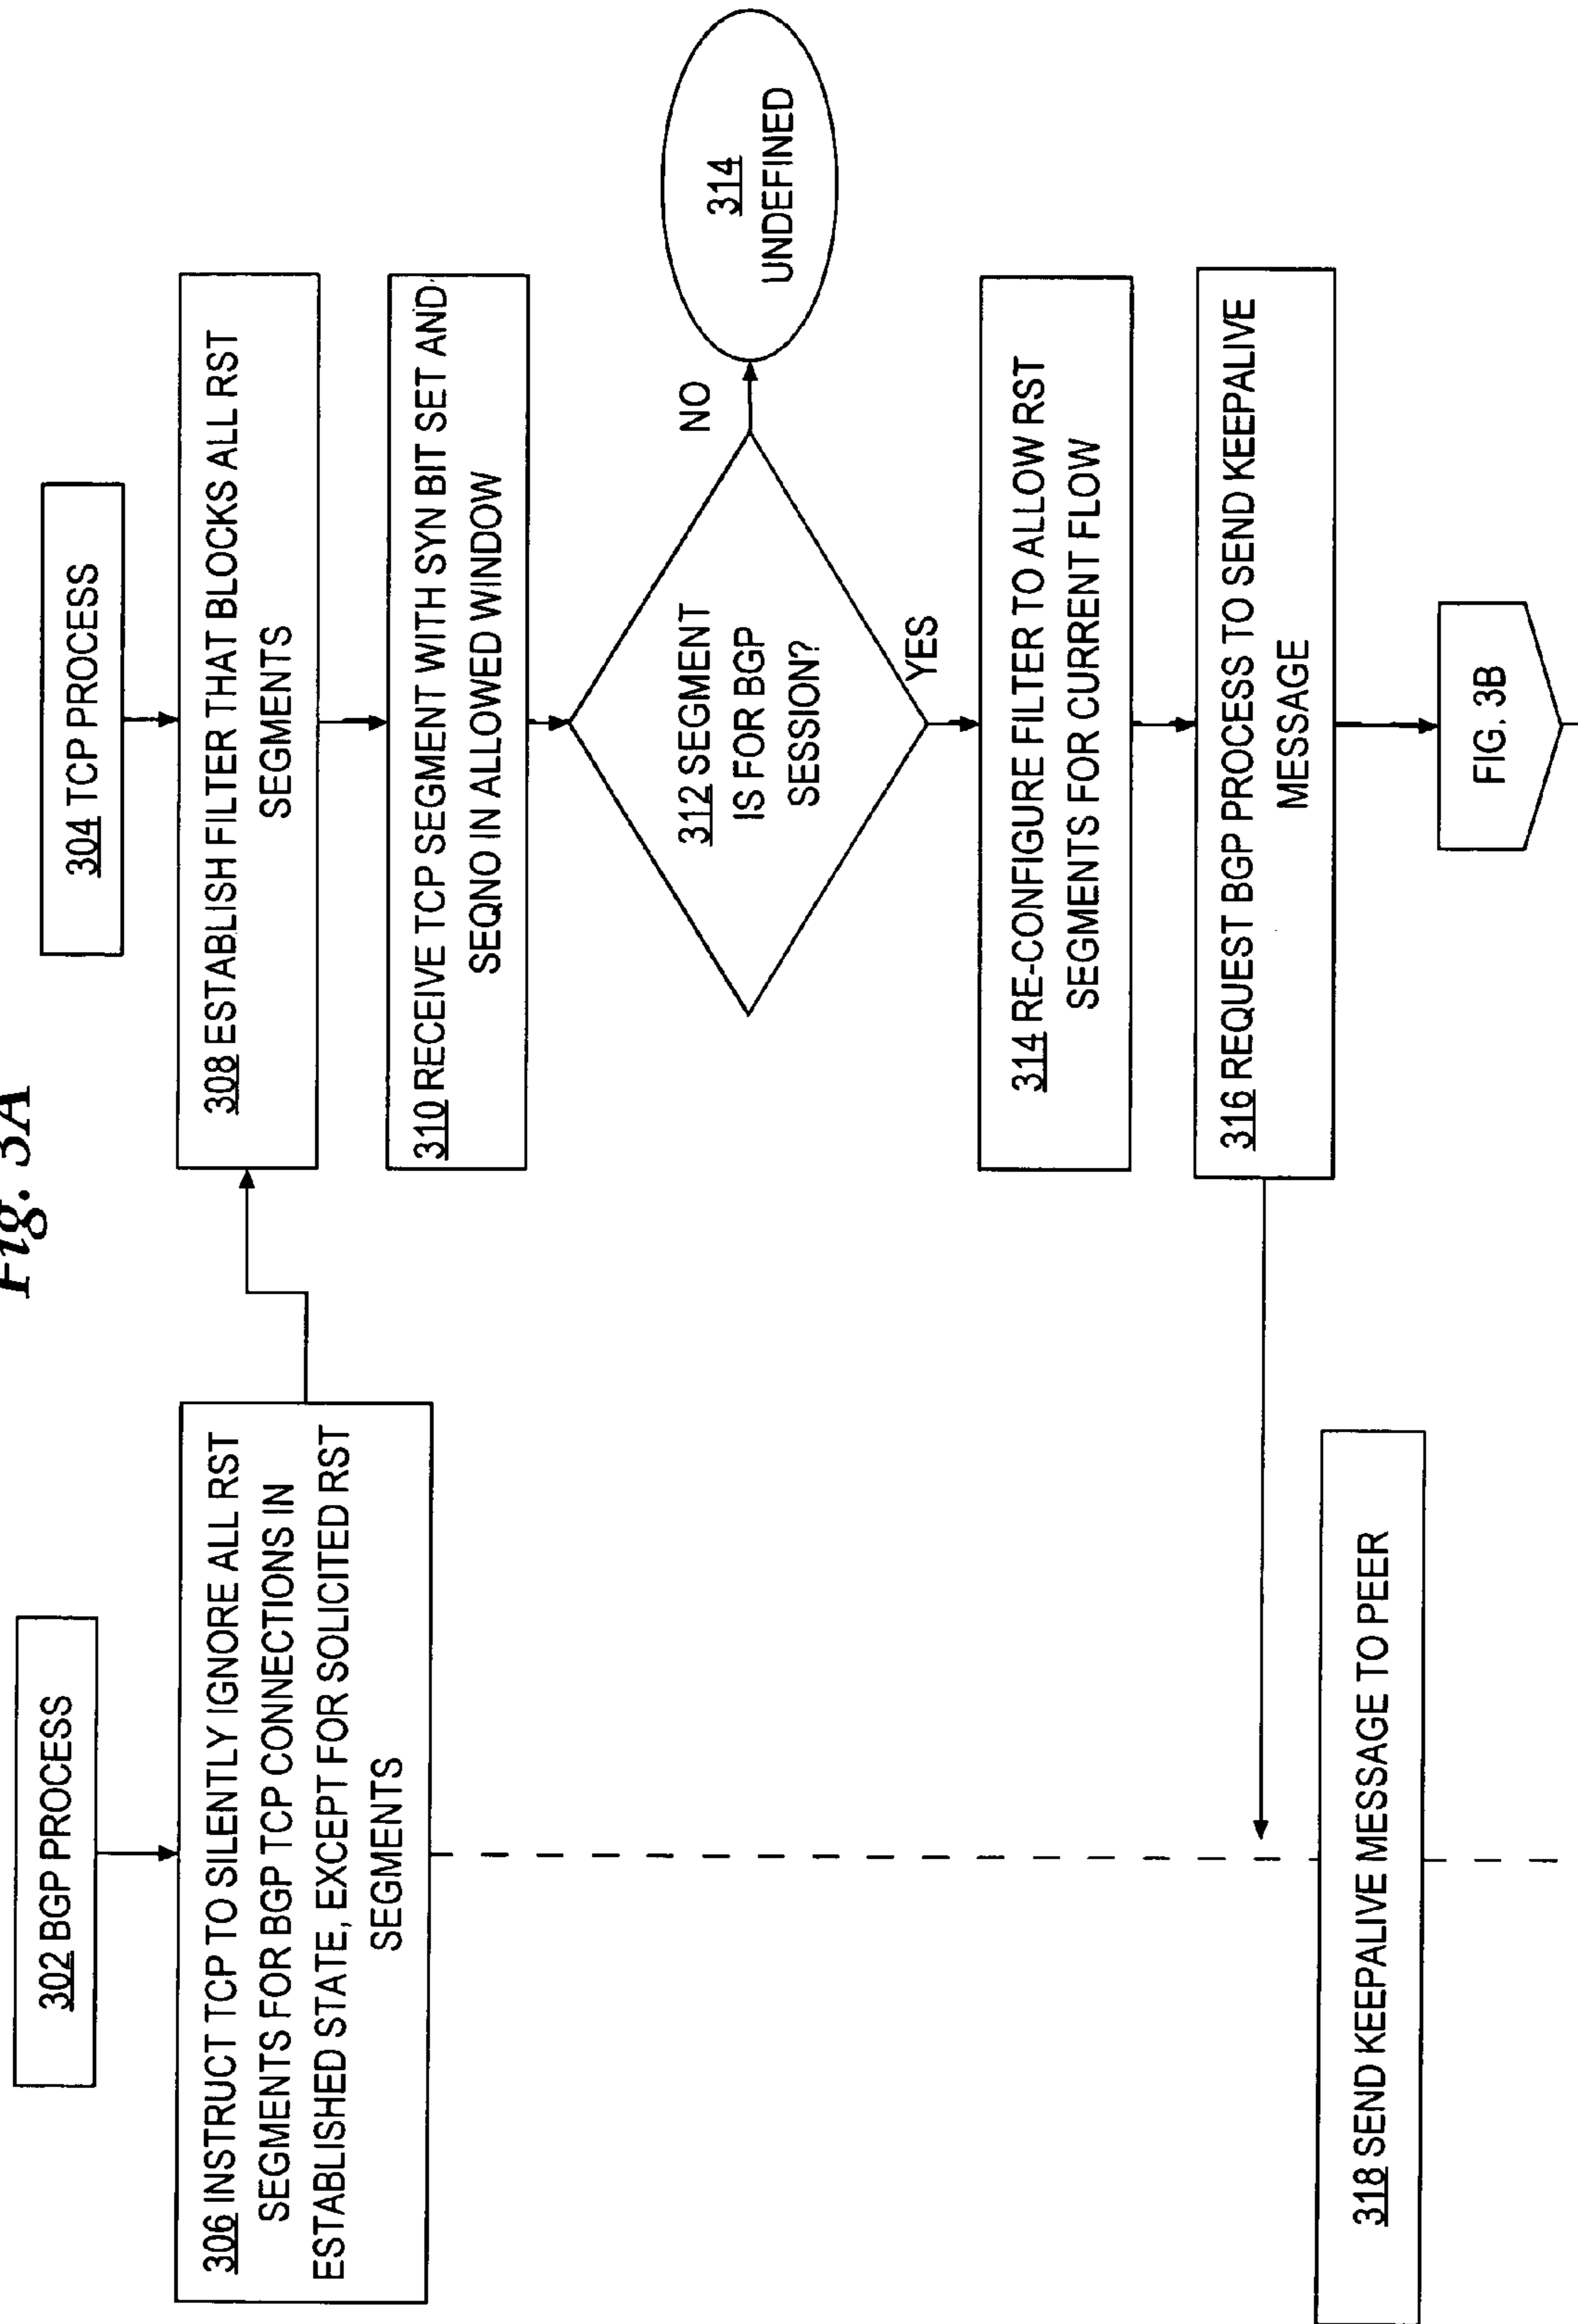 Fig. 3A
302 BGP PROCESS
304 TCP PROCESS
306 INSTRUCT TCP TO SILENTLY IGNORE ALL RST
SEGMENTS FOR BGP TCP CONNECTIONS IN
ESTABLISHED STATE, EXCEPT FOR SOLICITED RST
SEGMENTS
308 ESTABLISH FILTER THAT BLOCKS ALL RST
SEGMENTS
310 RECEIVE TCP SEGMENT WITH SYN BIT SET AND
SEQNO IN ALLOWED WINDOW
312 SEGMENT
IS FOR BGP
SESSION?
NO
314
UNDEFINED
YES
314 RE-CONFIGURE FILTER TO ALLOW RST
SEGMENTS FOR CURRENT FLOW
316 REQUEST BGP PROCESS TO SEND KEEPALIVE
MESSAGE
318 SEND KEEPALIVE MESSAGE TO PEER
FIG. 3B